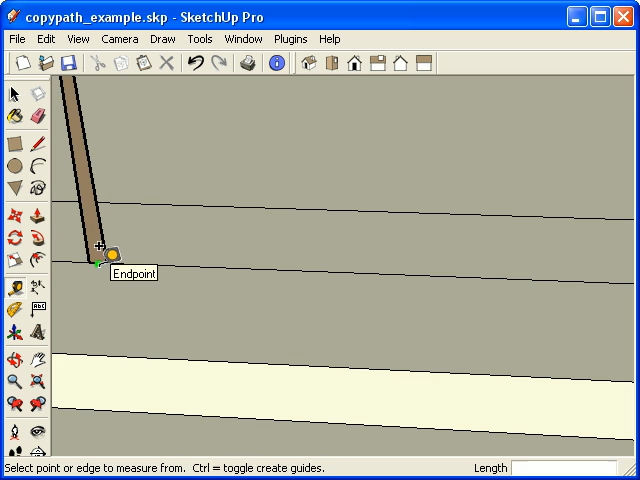 copypath_example.skp - SketchUp Pro
File Edit View Camera Draw Tools Window Plugins Help
Endpoint
ABC
A
Select point or edge to measure from. Ctrl = toggle create guides. Length